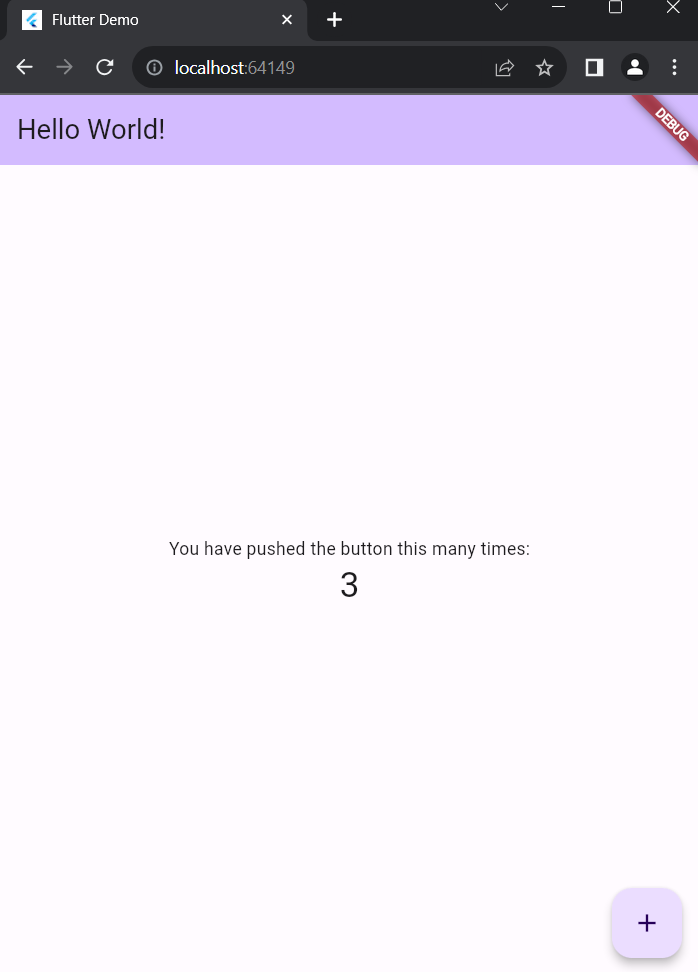 Flutter Demo
localhost:64149
Hello World!
DEBUG
You have pushed the button this many times:
3